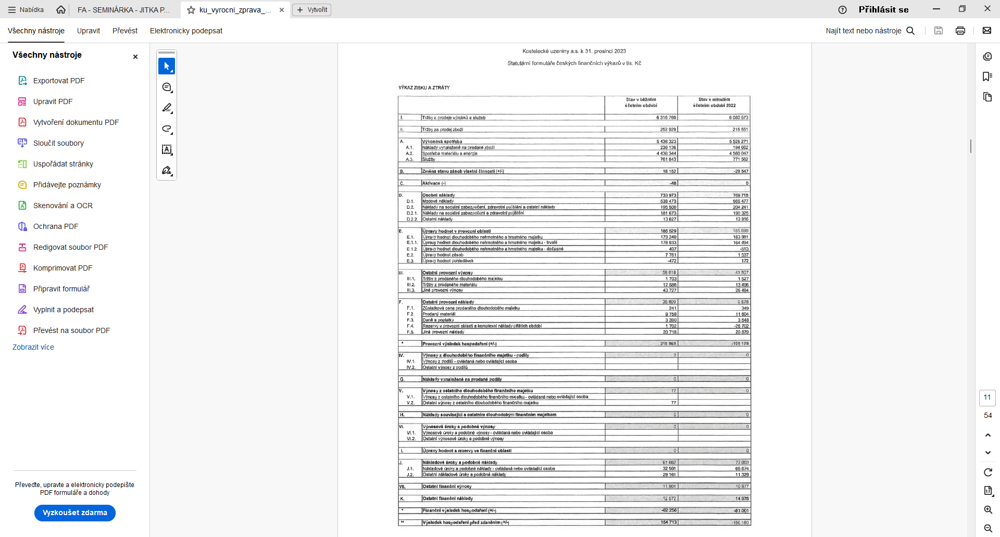 Nabídka
FA - SEMINÁRKA - JITKA P...
ku_vyrocni_zprava_...
Vytvořit
Přihlásit se
Všechny nástroje
Upravit
Převést
Elektronicky podepsat
Najít text nebo nástroje
Všechny nástroje
Exportovat PDF
Upravit PDF
Vytvoření dokumentu PDF
Sloučit soubory
Uspořádat stránky
Přidávejte poznámky
Skenování a OCR
Ochrana PDF
Redigovat soubor PDF
Komprimovat PDF
Připravit formulář
Vyplnit a podepsat
Převést na soubor PDF
Zobrazit více
Převeďte, upravte a elektronicky podepište
PDF formuláře a dohody
Vyzkoušet zdarma
Kostelecké uzeniny a.s. k 31. prosinci 2023
Statutární formuláře českých finančních výkazů v tis. Kč
VÝKAZ ZISKU A ZTRÁTY
Stav v běžném účetním období
Stav v minulém účetním období 2022
I. Tržby z prodeje výrobků a služeb 6 316 760 6 080 573
II. Tržby za prodej zboží 252 929 215 551
A. Výkonová spotřeba 5 438 323 5 526 271
A.1. Náklady vynaložené na prodané zboží 238 136 194 662
A.2. Spotřeba materiálu a energie 4 438 344 4 560 047
A.3. Služby 761 843 771 562
B. Změna stavu zásob vlastní činnosti (+/-) 16 152 -28 547
C. Aktivace (-) -48 0
D. Osobní náklady 733 973 769 718
D.1. Mzdové náklady 538 473 565 477
D.2. Náklady na sociální zabezpečení, zdravotní pojištění a ostatní náklady 195 500 204 241
D.2.1. Náklady na sociální zabezpečení a zdravotní pojištění 181 673 190 325
D.2.2. Ostatní náklady 13 827 13 916
E. Úpravy hodnot v provozní oblasti 186 529 165 690
E.1. Úpravy hodnot dlouhodobého nehmotného a hmotného majetku 179 240 163 981
E.1.1. Úpravy hodnot dlouhodobého nehmotného a hmotného majetku - trvalé 178 833 164 494
E.1.2. Úpravy hodnot dlouhodobého nehmotného a hmotného majetku - dočasné 407 -513
E.2. Úpravy hodnot zásob 7 761 1 537
E.3. Úpravy hodnot pohledávek -472 172
III. Ostatní provozní výnosy 58 018 41 507
III.1. Tržby z prodaného dlouhodobého majetku 1 703 1 527
III.2. Tržby z prodaného materiálu 12 588 13 496
III.3. Jiné provozní výnosy 43 727 26 484
F. Ostatní provozní náklady 35 809 9 678
F.1. Zůstatková cena prodaného dlouhodobého majetku 241 349
F.2. Prodaný materiál 9 758 11 604
F.3. Daně a poplatky 3 390 3 548
F.4. Rezervy v provozní oblasti a komplexní náklady příštích období 1 702 -26 702
F.5. Jiné provozní náklady 20 718 20 879
* Provozní výsledek hospodaření (+/-) 216 969 -105 179
IV. Výnosy z dlouhodobého finančního majetku - podíly 0 0
IV.1. Výnosy z podílů - ovládaná nebo ovládající osoba
IV.2. Ostatní výnosy z podílů
G. Náklady vynaložené na prodané podíly 0 0
V. Výnosy z ostatního dlouhodobého finančního majetku 77 0
V.1. Výnosy z ostatního dlouhodobého finančního majetku - ovládaná nebo ovládající osoba
V.2. Ostatní výnosy z ostatního dlouhodobého finančního majetku 77
H. Náklady související s ostatním dlouhodobým finančním majetkem 0 0
VI. Výnosové úroky a podobné výnosy 0 0
VI.1. Výnosové úroky a podobné výnosy - ovládaná nebo ovládající osoba
VI.2. Ostatní výnosové úroky a podobné výnosy
I. Úpravy hodnot a rezervy ve finanční oblasti 0 0
J. Nákladové úroky a podobné náklady 61 662 77 003
J.1. Nákladové úroky a podobné náklady - ovládaná nebo ovládající osoba 32 501 65 674
J.2. Ostatní nákladové úroky a podobné náklady 29 161 11 329
VII. Ostatní finanční výnosy 11 901 10 977
K. Ostatní finanční náklady 12 572 14 975
* Finanční výsledek hospodaření (+/-) -62 256 -81 001
** Výsledek hospodaření před zdaněním (+/-) 154 713 -186 180
11
54